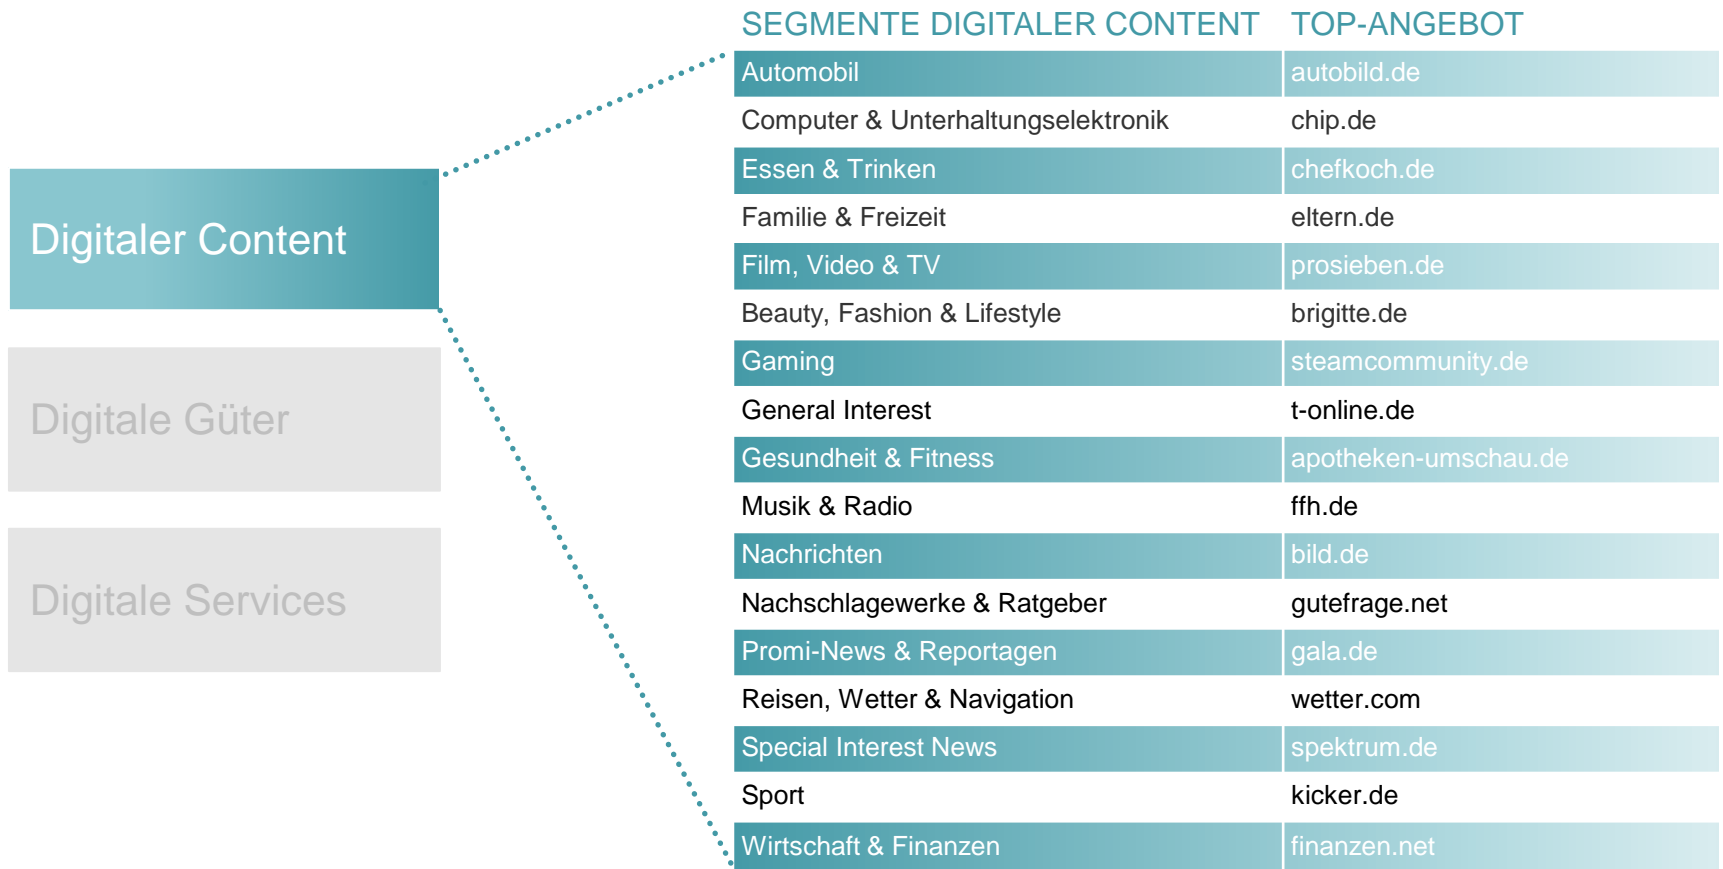 SEGMENTE DIGITALER CONTENT TOP-ANGEBOT
Automobil autobild.de
Computer & Unterhaltungselektronik chip.de
Essen & Trinken chefkoch.de
Familie & Freizeit eltern.de
Film, Video & TV prosieben.de
Beauty, Fashion & Lifestyle brigitte.de
Gaming steamcommunity.de
General Interest t-online.de
Gesundheit & Fitness apotheken-umschau.de
Musik & Radio ffh.de
Nachrichten bild.de
Nachschlagewerke & Ratgeber gutefrage.net
Promi-News & Reportagen gala.de
Reisen, Wetter & Navigation wetter.com
Special Interest News spektrum.de
Sport kicker.de
Wirtschaft & Finanzen finanzen.net
Digitaler Content
Digitale Güter
Digitale Services